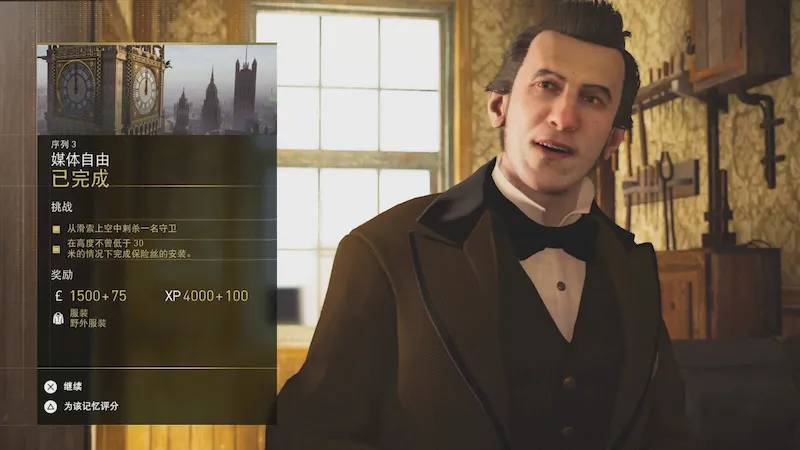 序列 3
媒体自由
已完成
挑战
从滑索上空中刺杀一名守卫
在高度不曾低于 30
米的情况下完成保险丝的安装。
奖励
£ 1500+75 XP 4000+100
服装
野外服装
继续
为该记忆评分